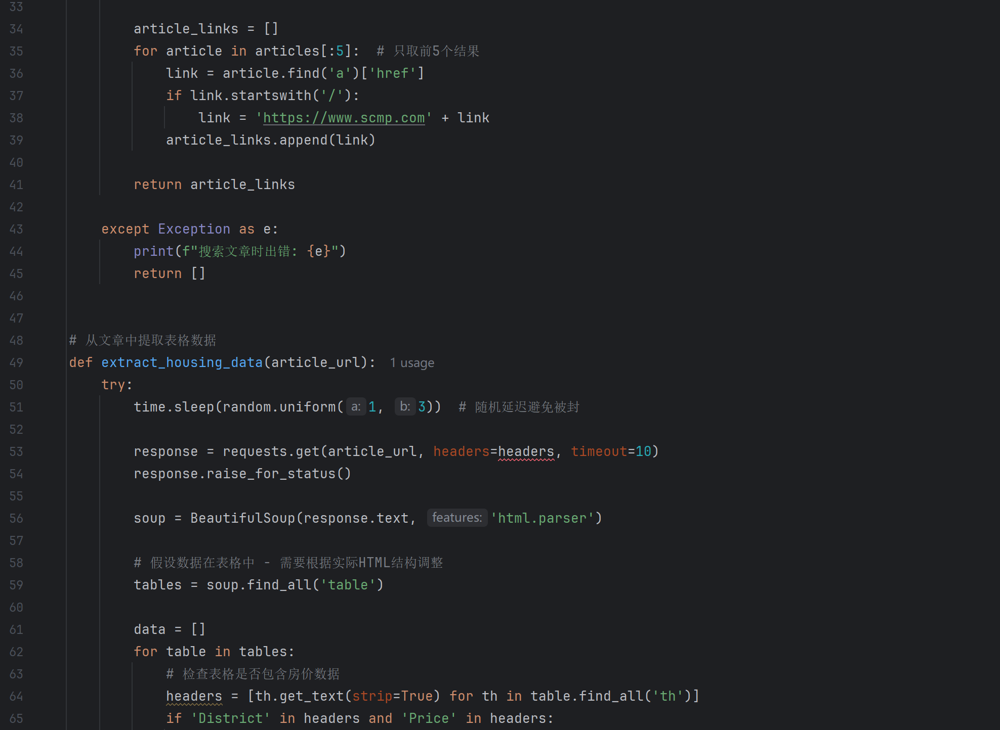 33
34 article_links = []
35 for article in articles[:5]:  # 只取前5个结果
36 link = article.find('a')['href']
37 if link.startswith('/'):
38 link = 'https://www.scmp.com' + link
39 article_links.append(link)
40
41 return article_links
42
43 except Exception as e:
44 print(f"搜索文章时出错: {e}")
45 return []
46
47
48 # 从文章中提取表格数据
49 def extract_housing_data(article_url): 1 usage
50 try:
51 time.sleep(random.uniform( a: 1, b: 3))  # 随机延迟避免被封
52
53 response = requests.get(article_url, headers=headers, timeout=10)
54 response.raise_for_status()
55
56 soup = BeautifulSoup(response.text, features: 'html.parser')
57
58 # 假设数据在表格中 - 需要根据实际HTML结构调整
59 tables = soup.find_all('table')
60
61 data = []
62 for table in tables:
63 # 检查表格是否包含房价数据
64 headers = [th.get_text(strip=True) for th in table.find_all('th')]
65 if 'District' in headers and 'Price' in headers: